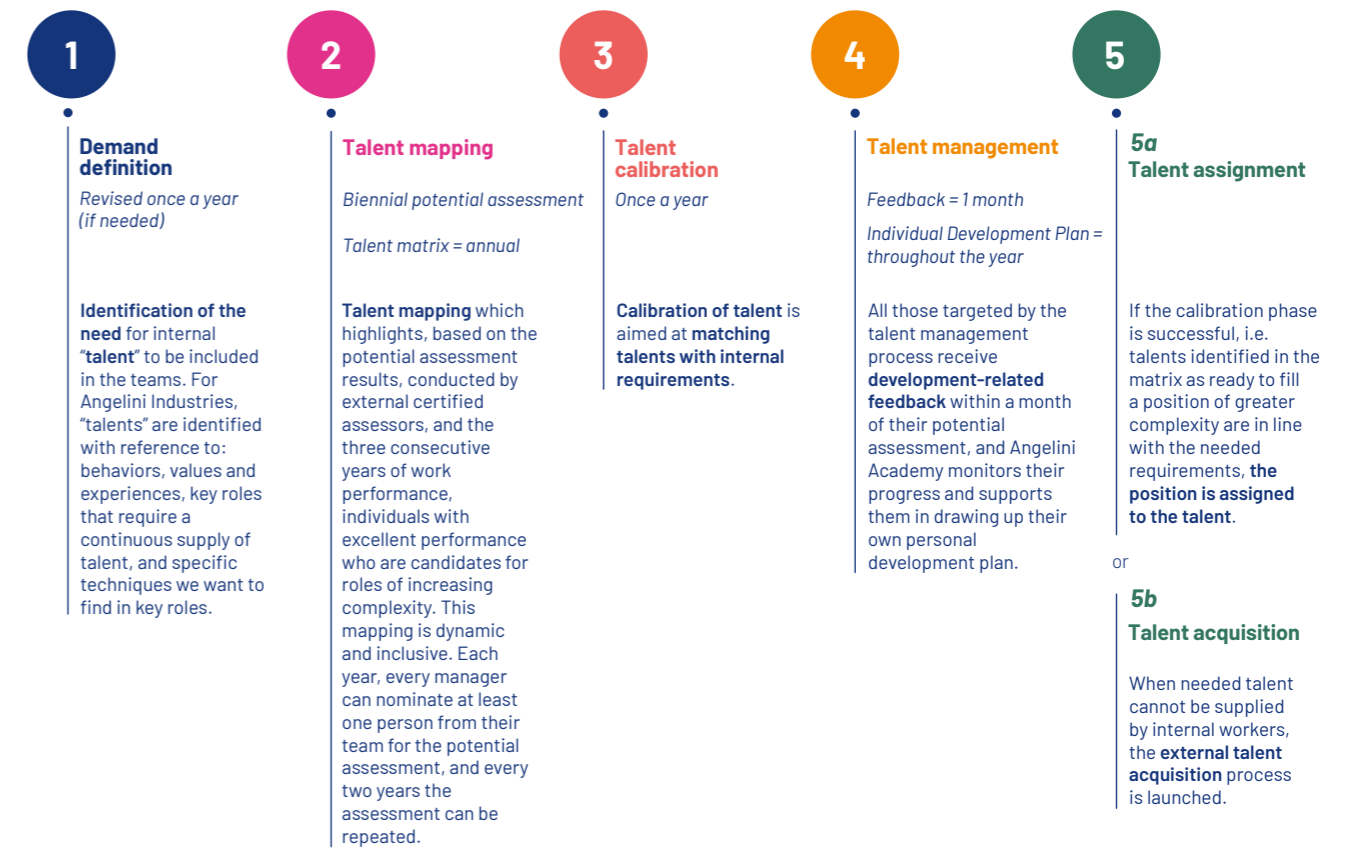 1
Demand
definition
Revised once a year
(if needed)
Identification of the
need for internal
“talent” to be included
in the teams. For
Angelini Industries,
“talents” are identified
with reference to:
behaviors, values and
experiences, key roles
that require a
continuous supply of
talent, and specific
techniques we want to
find in key roles.
2
Talent mapping
Biennial potential assessment
Talent matrix = annual
Talent mapping which
highlights, based on the
potential assessment
results, conducted by
external certified
assessors, and the
three consecutive
years of work
performance,
individuals with
excellent performance
who are candidates for
roles of increasing
complexity. This
mapping is dynamic
and inclusive. Each
year, every manager
can nominate at least
one person from their
team for the potential
assessment, and every
two years the
assessment can be
repeated.
3
Talent
calibration
Once a year
Calibration of talent is
aimed at matching
talents with internal
requirements.
4
Talent management
Feedback = 1 month
Individual Development Plan =
throughout the year
All those targeted by the
talent management
process receive
development-related
feedback within a month
of their potential
assessment, and Angelini
Academy monitors their
progress and supports
them in drawing up their
own personal
development plan.
5
5a
Talent assignment
If the calibration phase
is successful, i.e.
talents identified in the
matrix as ready to fill
a position of greater
complexity are in line
with the needed
requirements, the
position is assigned
to the talent.
or
5b
Talent acquisition
When needed talent
cannot be supplied
by internal workers,
the external talent
acquisition process
is launched.